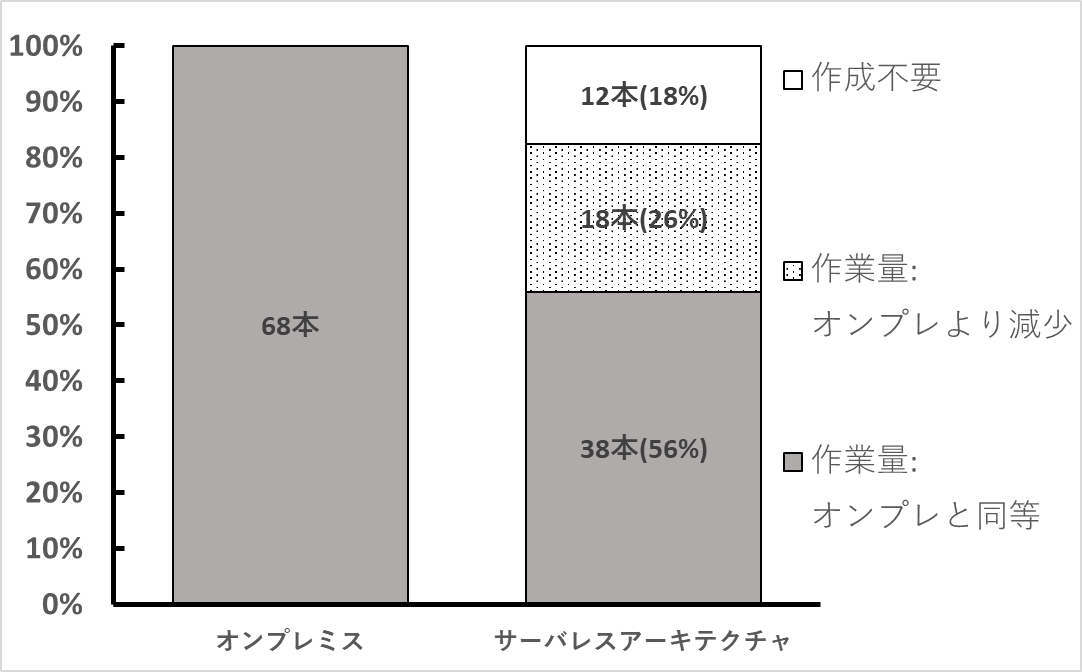 100%
90%
80%
70%
60%
50%
40%
30%
20%
10%
0%
68本
12本(18%)
18本(26%)
38本(56%)
オンプレミス
サーバレスアーキテクチャ
作成不要
作業量:
オンプレより減少
作業量:
オンプレと同等